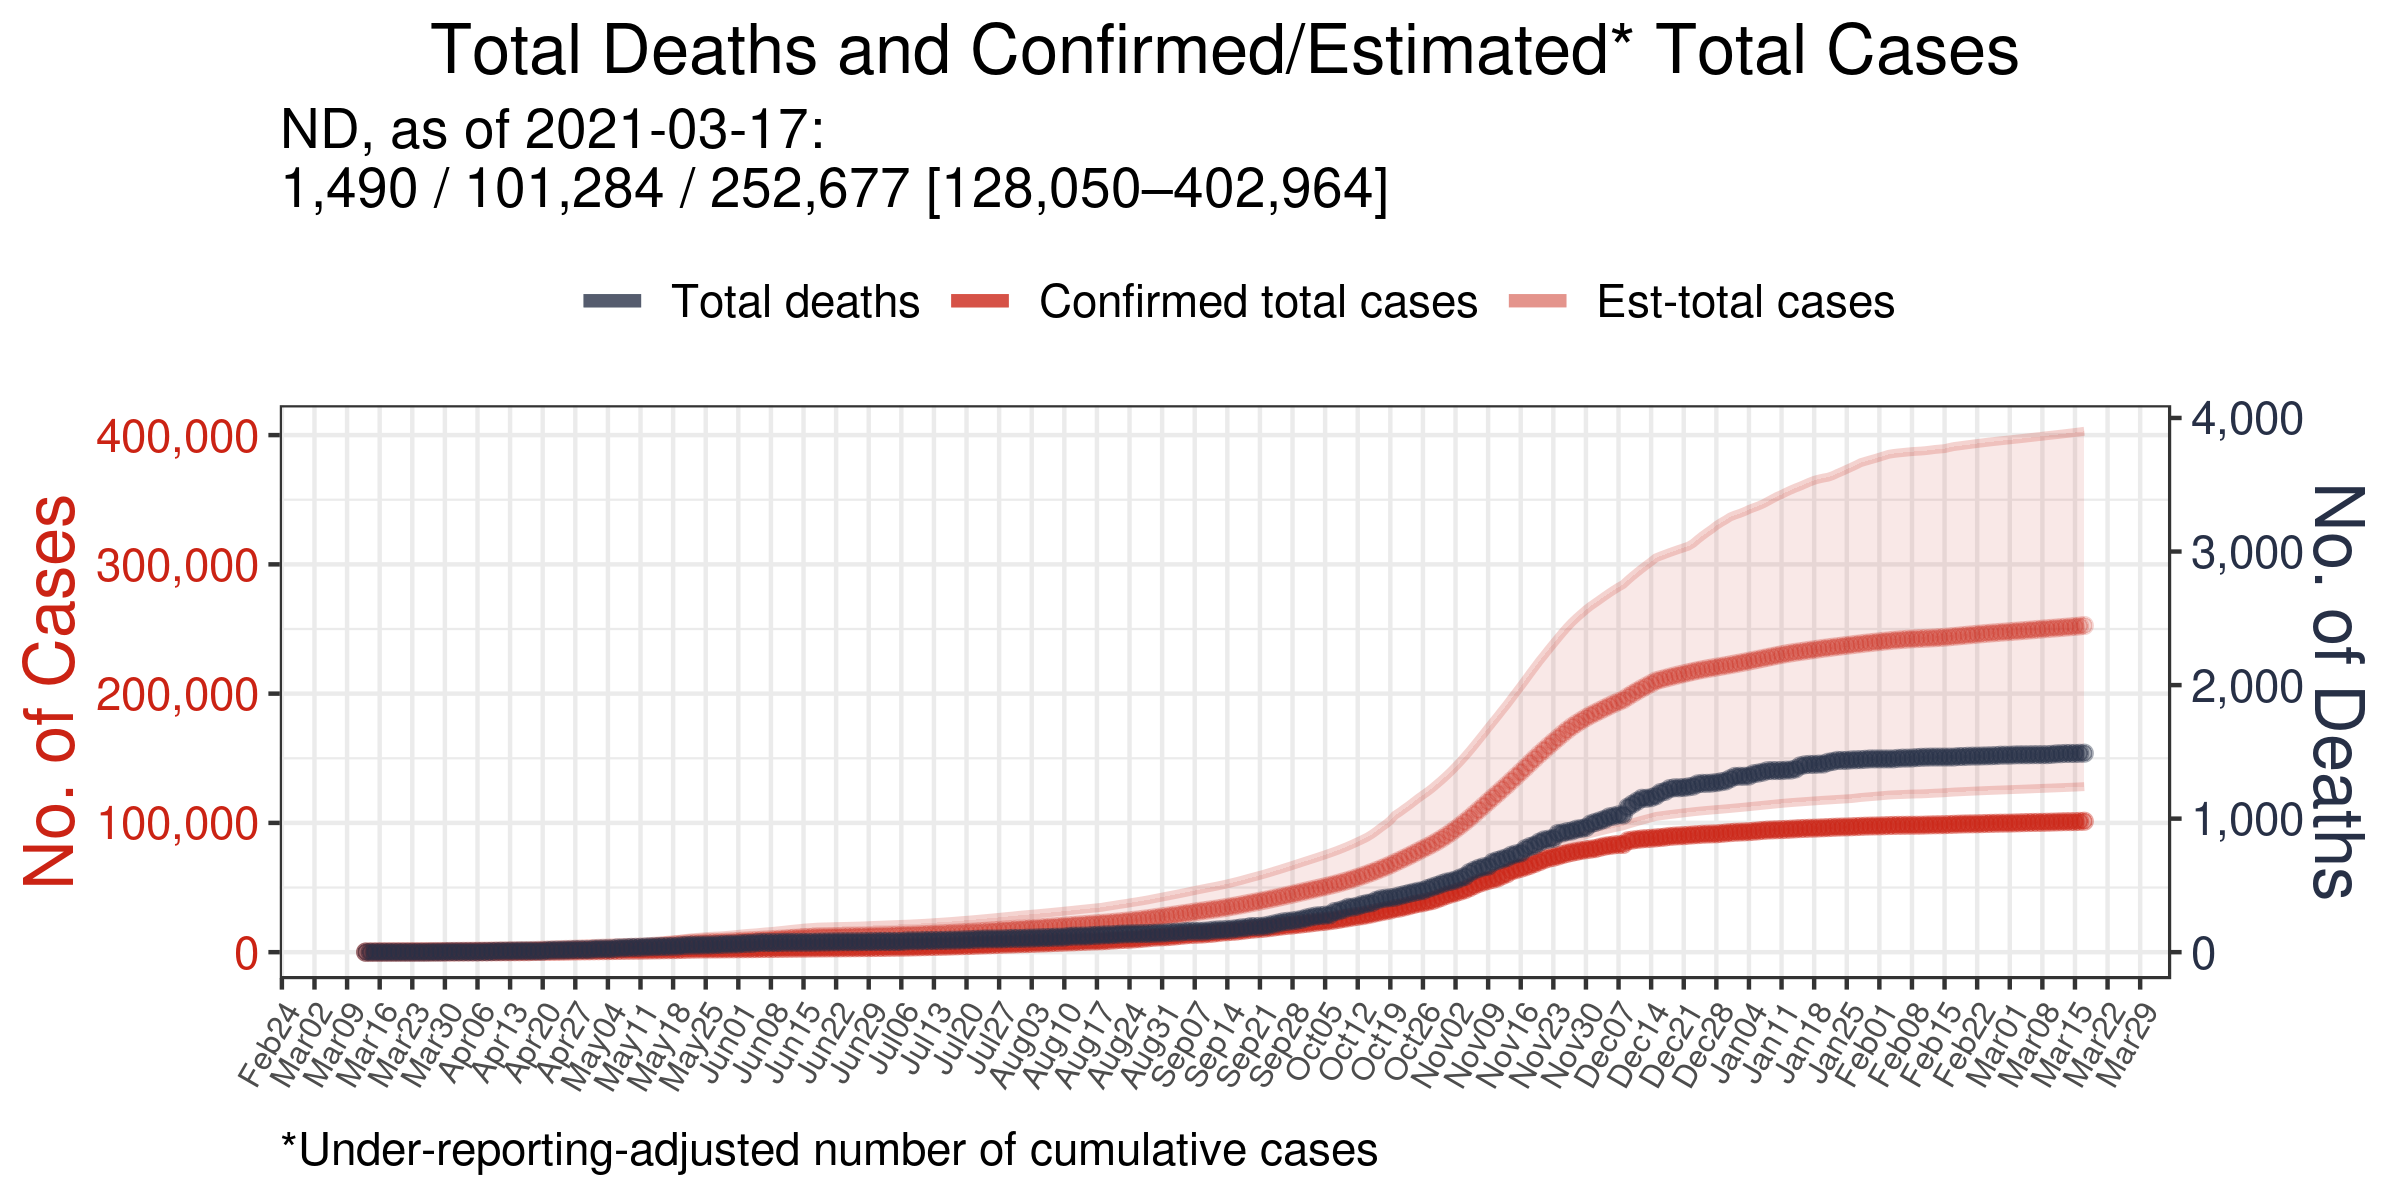 Total Deaths and Confirmed/Estimated* Total Cases
ND, as of 2021-03-17:
1,490 / 101,284 / 252,677 [128,050–402,964]
Total deaths
Confirmed total cases
Est-total cases
No. of Cases
400,000
300,000
200,000
100,000
0
4,000
3,000
2,000
1,000
0
No. of Deaths
Feb24
Mar02
Mar09
Mar16
Mar23
Mar30
Apr06
Apr13
Apr20
Apr27
May04
May11
May18
May25
Jun01
Jun08
Jun15
Jun22
Jun29
Jul06
Jul13
Jul20
Jul27
Aug03
Aug10
Aug17
Aug24
Aug31
Sep07
Sep14
Sep21
Sep28
Oct05
Oct12
Oct19
Oct26
Nov02
Nov09
Nov16
Nov23
Nov30
Dec07
Dec14
Dec21
Dec28
Jan04
Jan11
Jan18
Jan25
Feb01
Feb08
Feb15
Feb22
Mar01
Mar08
Mar15
Mar22
Mar29
*Under-reporting-adjusted number of cumulative cases